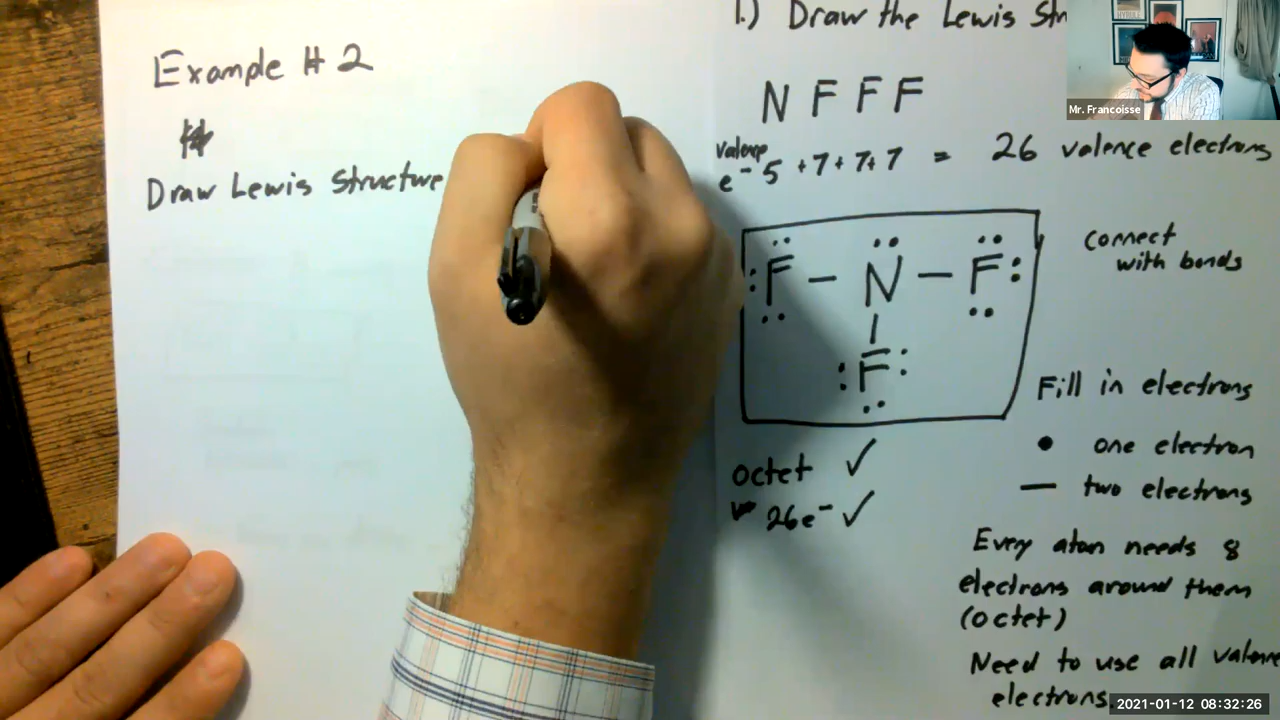 Example # 2
Draw Lewis Structure
1.) Draw the Lewis Str
N F F F
valence
e⁻ 5 +7+7+7 = 26 valence electrons
F – N – F
F
Connect
with bonds
Fill in electrons
• one electron
— two electrons
Octet ✓
26e⁻ ✓
Every atom needs 8
electrons around them
(octet)
Need to use all valence
electrons.
Mr. Francoisse
2021-01-12 08:32:26